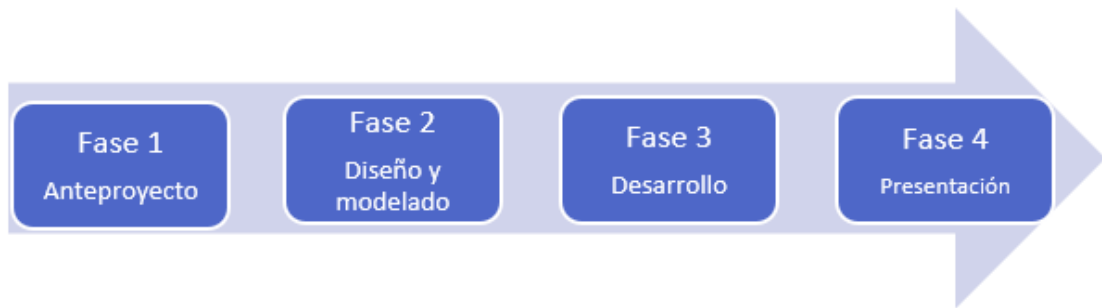 Fase 1
Anteproyecto
Fase 2
Diseño y
modelado
Fase 3
Desarrollo
Fase 4
Presentación